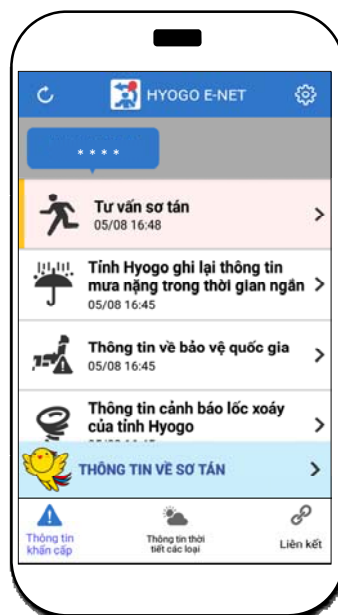 HYOGO E-NET
* * * *
Tư vấn sơ tán
05/08 16:48
Tỉnh Hyogo ghi lại thông tin
mưa nặng trong thời gian ngắn
05/08 16:45
Thông tin về bảo vệ quốc gia
05/08 16:45
Thông tin cảnh báo lốc xoáy
của tỉnh Hyogo
THÔNG TIN VỀ SƠ TÁN
Thông tin
khẩn cấp
Thông tin thời
tiết các loại
Liên kết